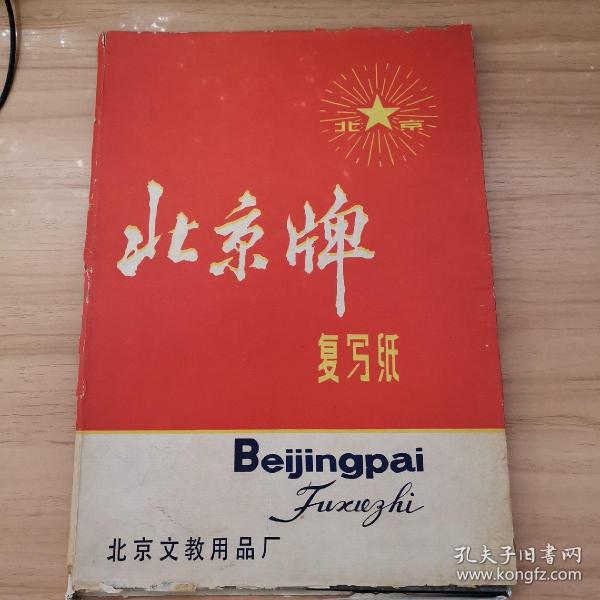 北京
北京牌
复写纸
Beijingpai
Fuxiezhi
北京文教用品厂
孔夫子旧书网
www.kongfz.com